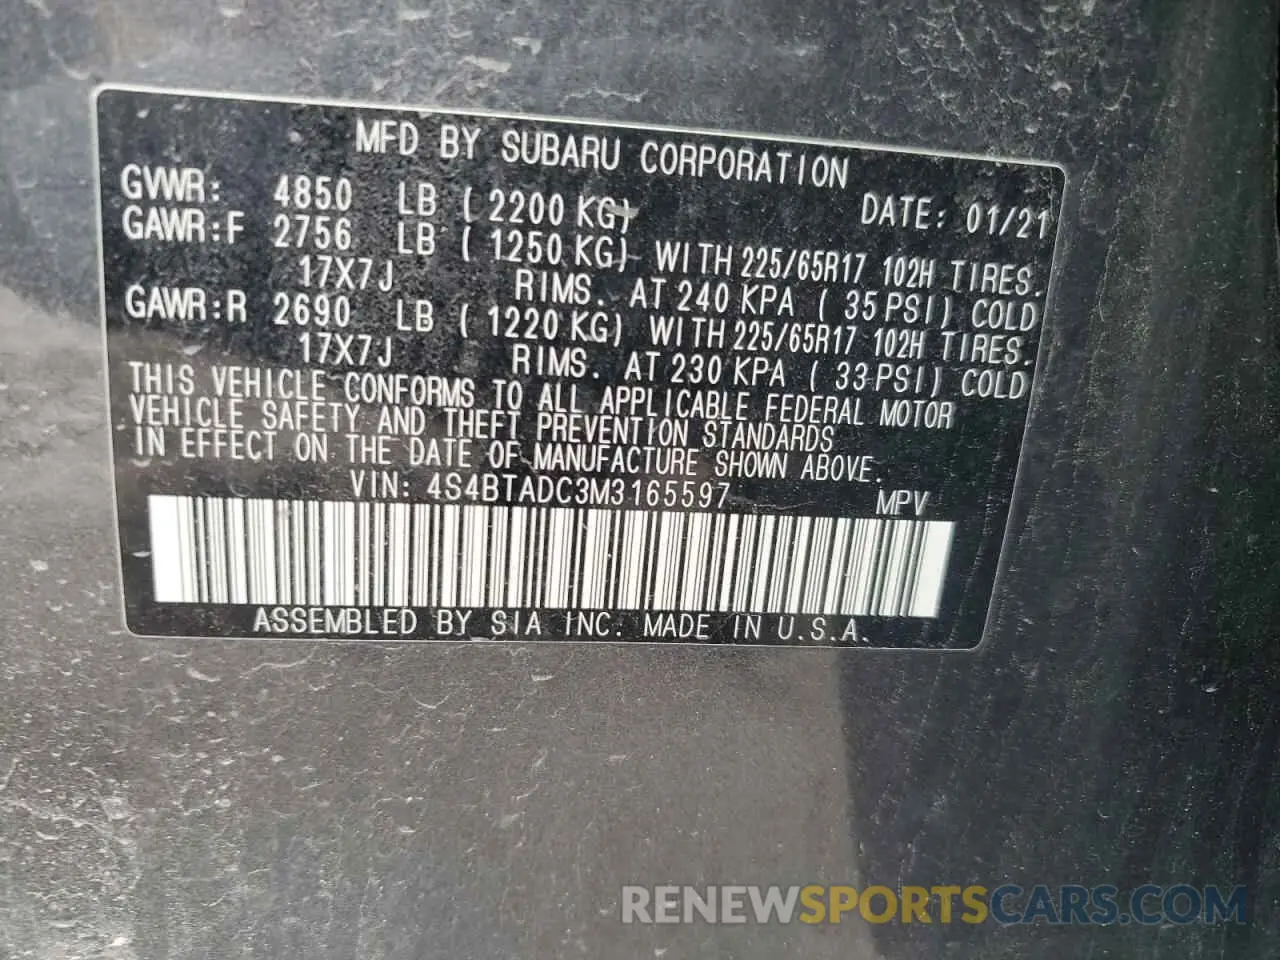 MFD BY SUBARU CORPORATION
GVWR: 4850 LB ( 2200 KG) DATE: 01/21
GAWR:F 2756 LB ( 1250 KG) WITH 225/65R17 102H TIRES.
17X7J RIMS. AT 240 KPA ( 35 PSI) COLD
GAWR:R 2690 LB ( 1220 KG) WITH 225/65R17 102H TIRES.
17X7J RIMS. AT 230 KPA ( 33 PSI) COLD
THIS VEHICLE CONFORMS TO ALL APPLICABLE FEDERAL MOTOR
VEHICLE SAFETY AND THEFT PREVENTION STANDARDS
IN EFFECT ON THE DATE OF MANUFACTURE SHOWN ABOVE.
VIN: 4S4BTADC3M3165597 MPV
ASSEMBLED BY SIA INC. MADE IN U.S.A.
RENEWSPORTSCARS.COM